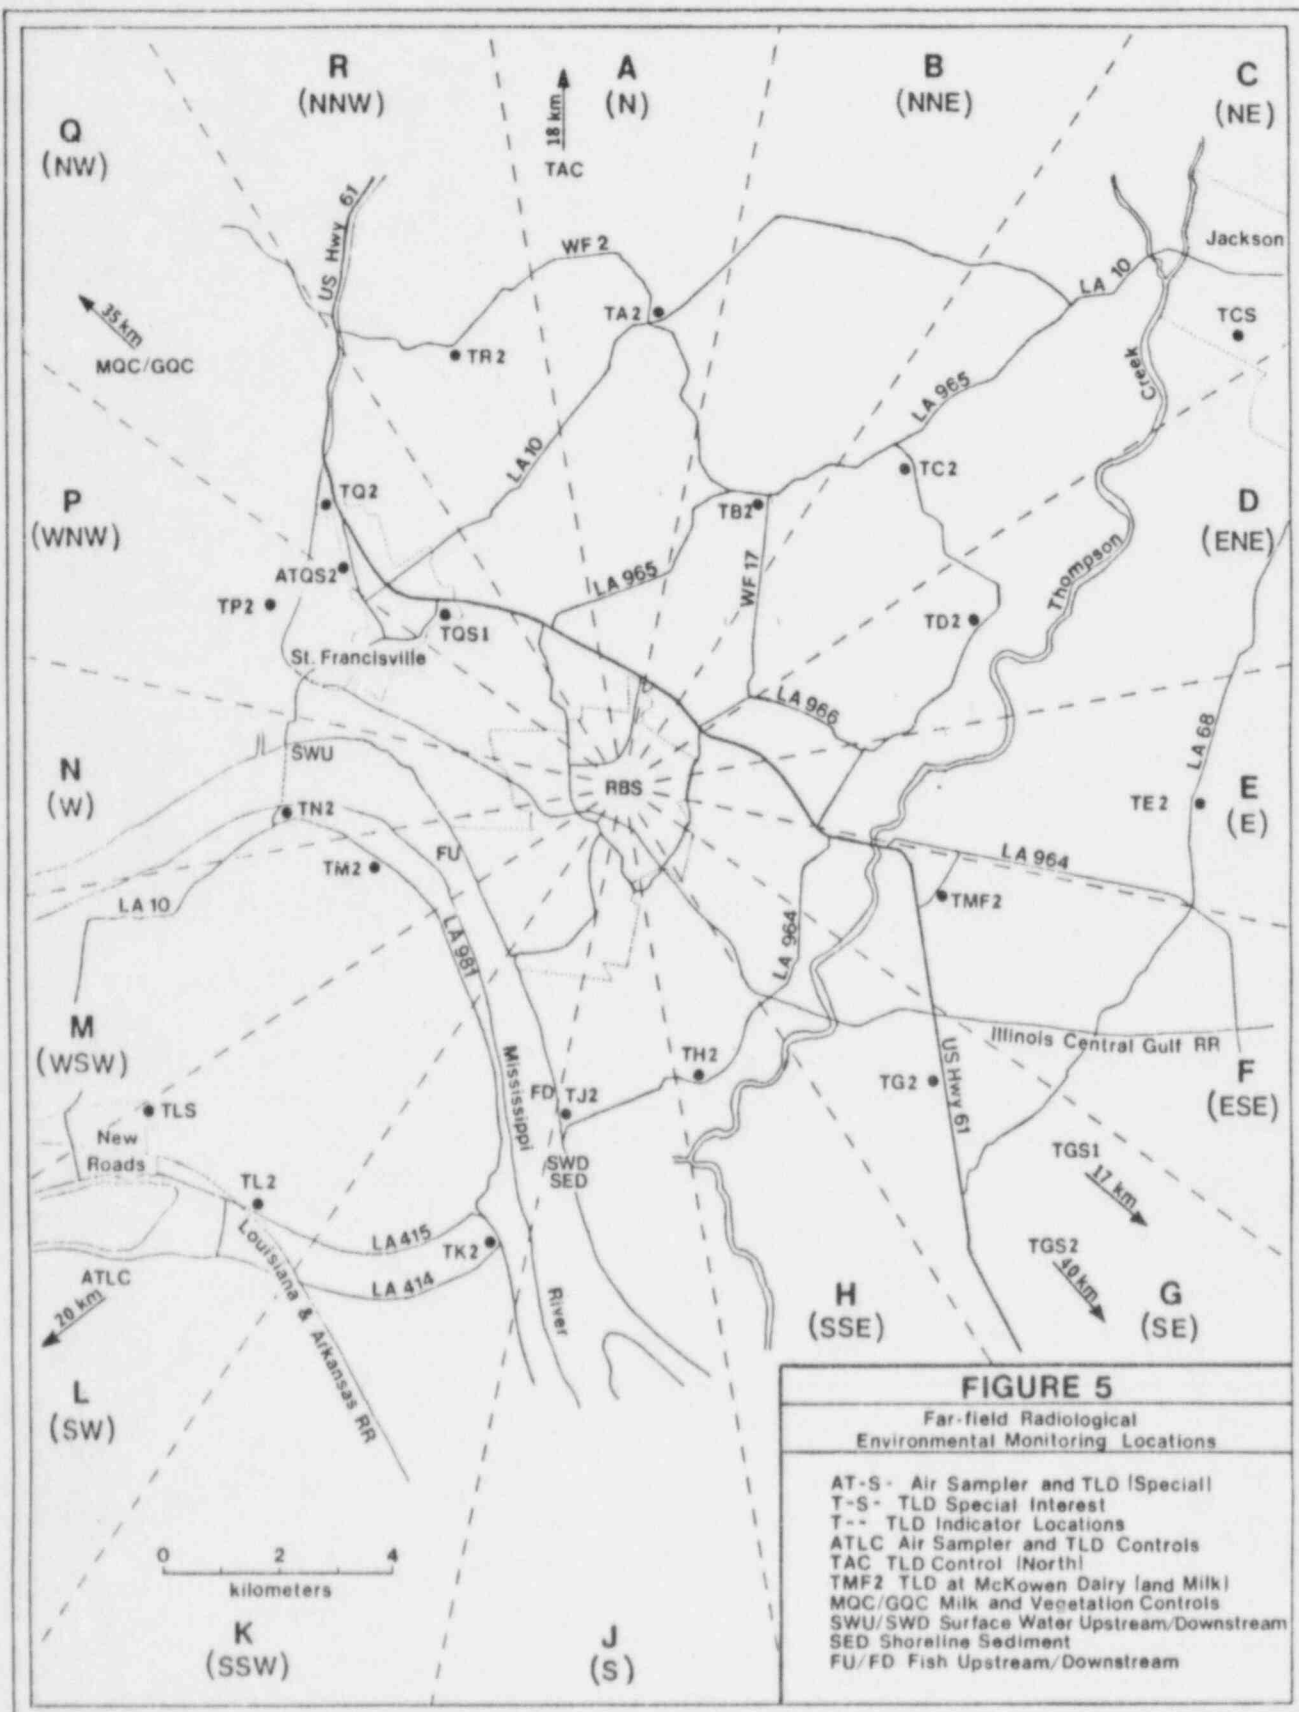 R
(NNW)
A
(N)
B
(NNE)
C
(NE)
Q
(NW)
18 km
TAC
US Hwy 61
WF 2
Jackson
LA 10
TCS
35 km
MQC/GQC
TA2
TR2
Creek
LA 965
LA 10
TC2
P
(WNW)
TQ2
TB2
D
(ENE)
ATQS2
LA 965
WF 17
Thompson
TP2
TQS1
TD2
St. Francisville
LA 966
LA 68
N
(W)
SWU
RBS
TE2
E
(E)
TN2
FU
LA 964
TM2
LA 10
TMF2
LA 981
LA 964
M
(WSW)
Illinois Central Gulf RR
Mississippi
TH2
US Hwy 61
F
(ESE)
TG2
FD
TJ2
TLS
New
Roads
TGS1
17 km
SWD
SED
TL2
LA 415
TK2
TGS2
40 km
ATLC
20 km
LA 414
Louisiana & Arkansas RR
River
H
(SSE)
G
(SE)
L
(SW)
FIGURE 5
Far-field Radiological
Environmental Monitoring Locations
AT-S- Air Sampler and TLD (Special)
T-S- TLD Special Interest
T-- TLD Indicator Locations
ATLC Air Sampler and TLD Controls
TAC TLD Control (North)
TMF2 TLD at McKowen Dairy (and Milk)
MQC/GQC Milk and Vegetation Controls
SWU/SWD Surface Water Upstream/Downstream
SED Shoreline Sediment
FU/FD Fish Upstream/Downstream
0 2 4
kilometers
K
(SSW)
J
(S)